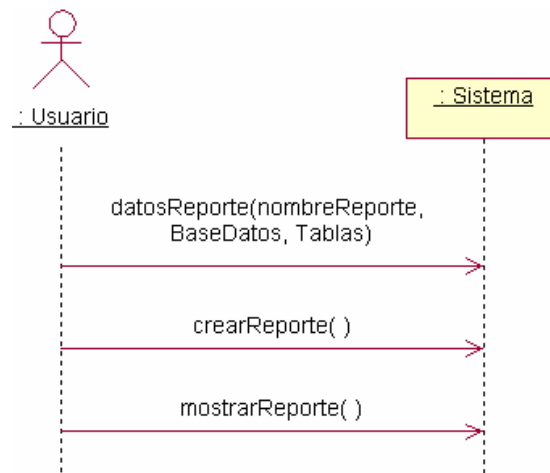 : Usuario
: Sistema
datosReporte(nombreReporte,
BaseDatos, Tablas)
crearReporte( )
mostrarReporte( )